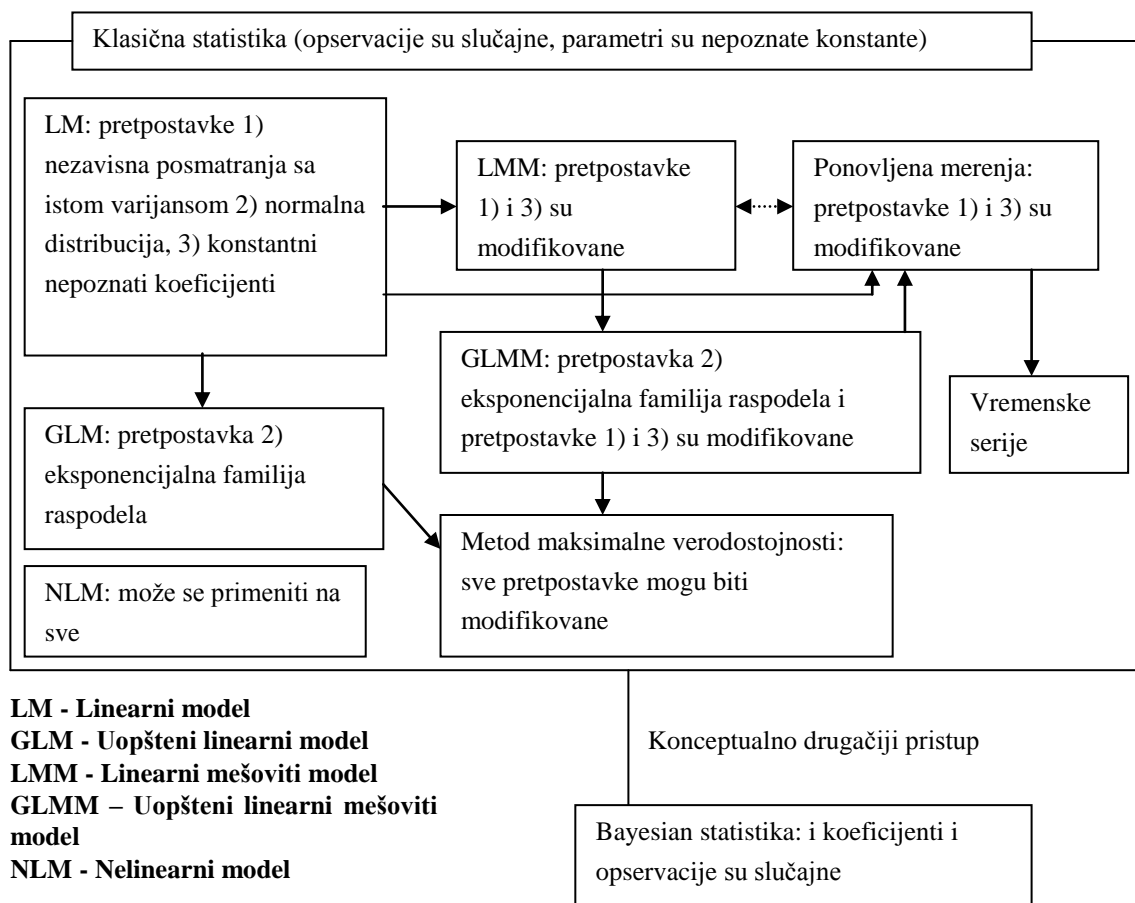 Klasična statistika (opservacije su slučajne, parametri su nepoznate konstante)
LM: pretpostavke 1)
nezavisna posmatranja sa
istom varijansom 2) normalna
distribucija, 3) konstantni
nepoznati koeficijenti
LMM: pretpostavke
1) i 3) su
modifikovane
Ponovljena merenja:
pretpostavke 1) i 3) su
modifikovane
GLMM: pretpostavka 2)
eksponencijalna familija raspodela i
pretpostavke 1) i 3) su modifikovane
Vremenske
serije
GLM: pretpostavka 2)
eksponencijalna familija
raspodela
Metod maksimalne verodostojnosti:
sve pretpostavke mogu biti
modifikovane
NLM: može se primeniti na
sve
LM - Linearni model
GLM - Uopšteni linearni model
LMM - Linearni mešoviti model
GLMM – Uopšteni linearni mešoviti
model
NLM - Nelinearni model
Konceptualno drugačiji pristup
Bayesian statistika: i koeficijenti i
opservacije su slučajne